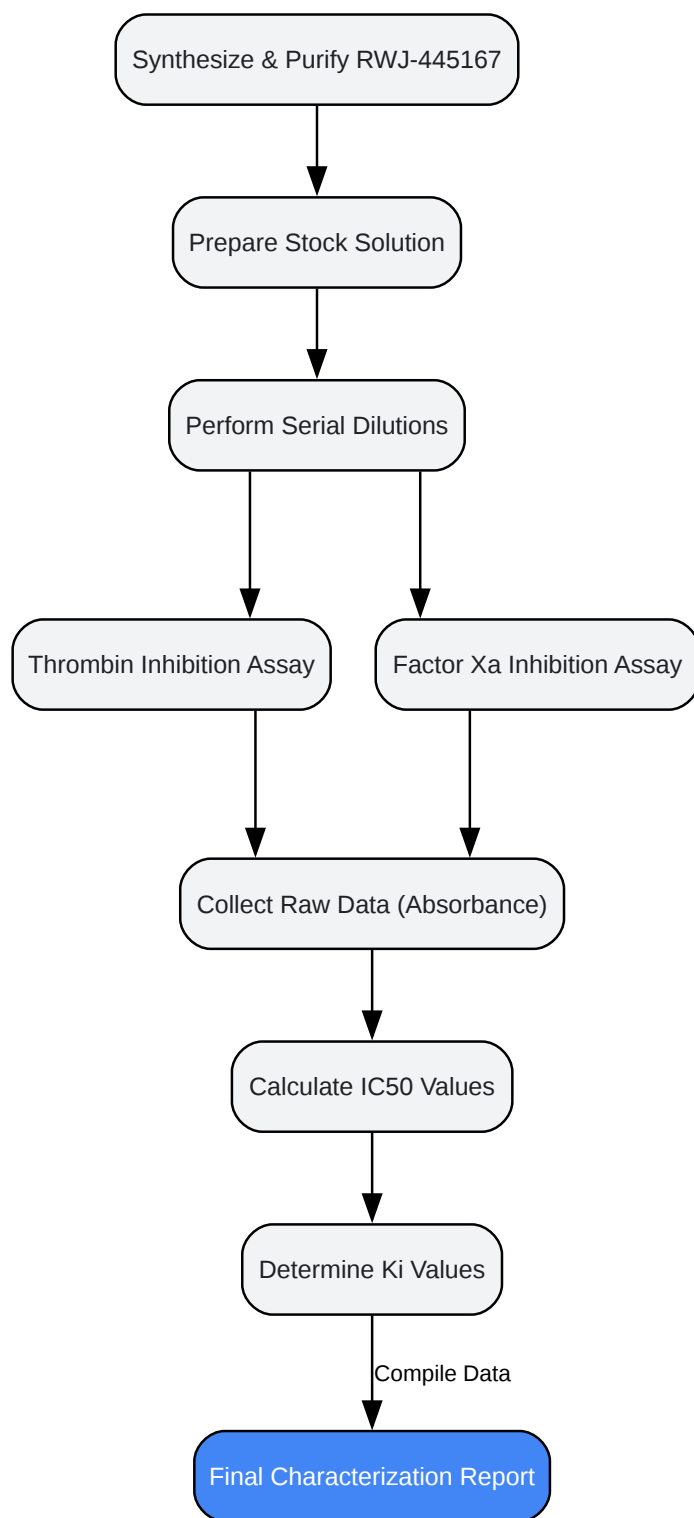 Synthesize & Purify RWJ-445167
Prepare Stock Solution
Perform Serial Dilutions
Thrombin Inhibition Assay
Factor Xa Inhibition Assay
Collect Raw Data (Absorbance)
Calculate IC50 Values
Determine Ki Values
Compile Data
Final Characterization Report